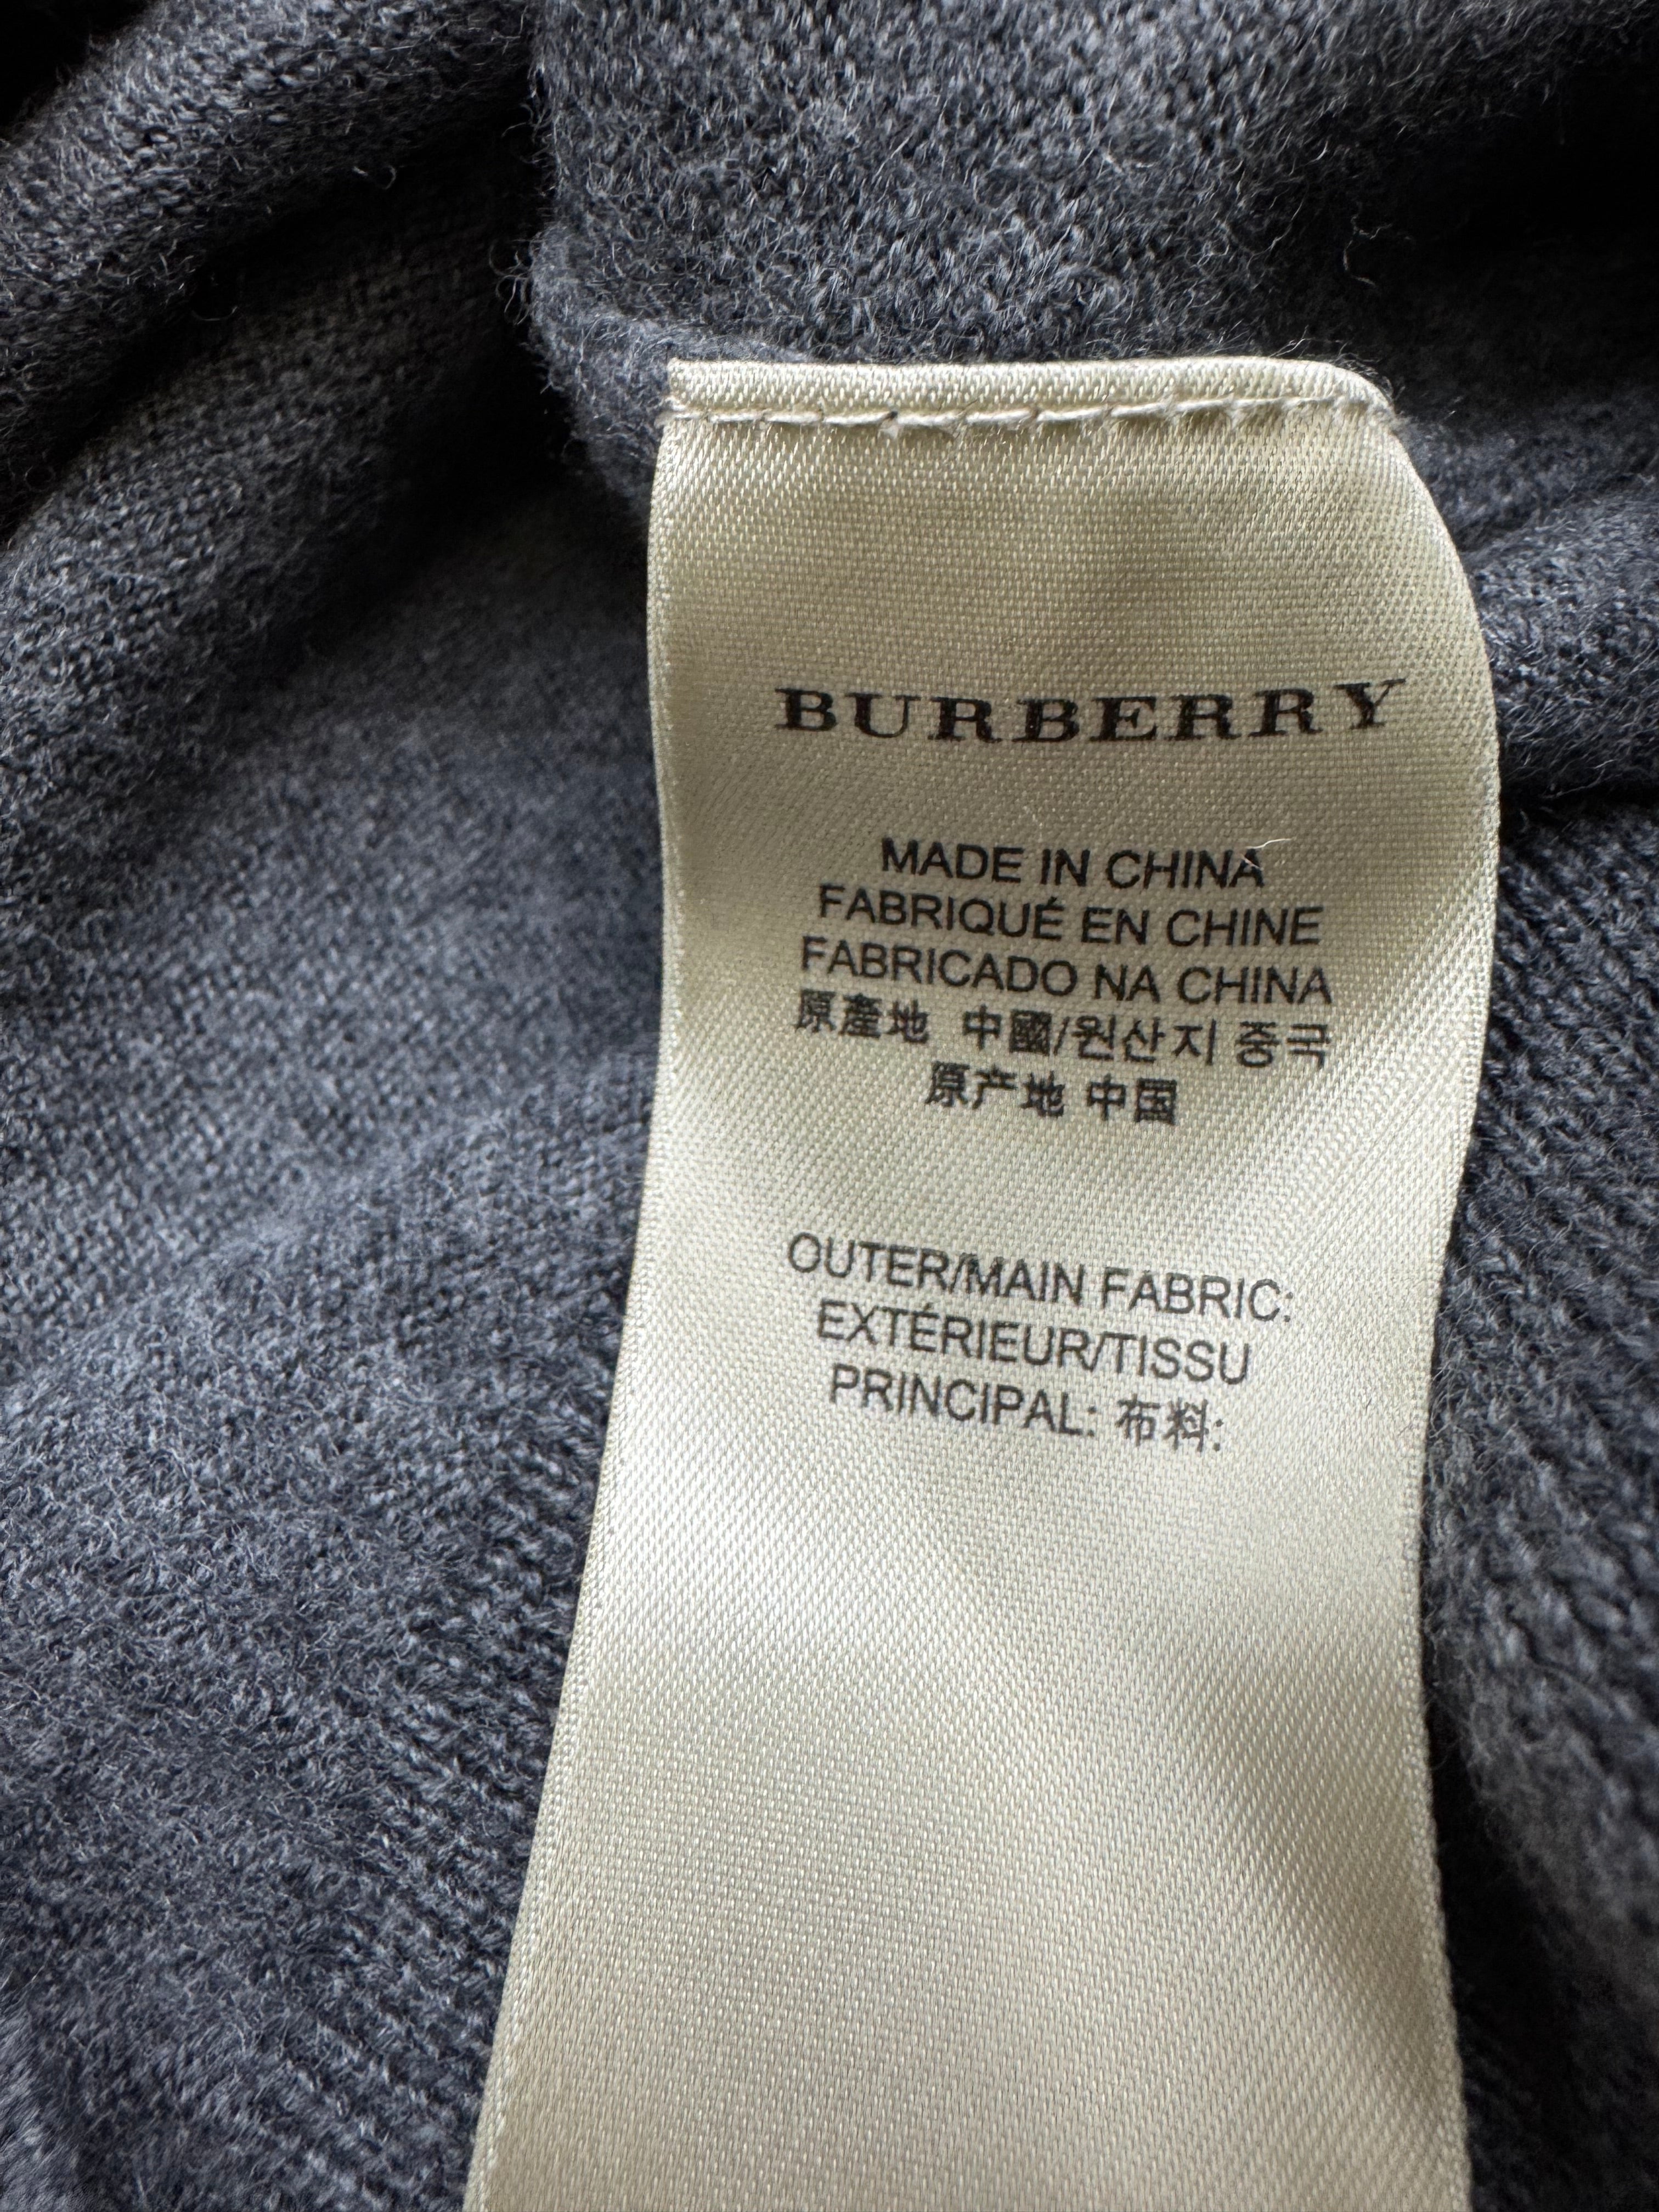 BURBERRY
MADE IN CHINA
FABRIQUÉ EN CHINE
FABRICADO NA CHINA
原產地 中國/원산지 중국
原产地 中国
OUTER/MAIN FABRIC:
EXTÉRIEUR/TISSU
PRINCIPAL: 布料: